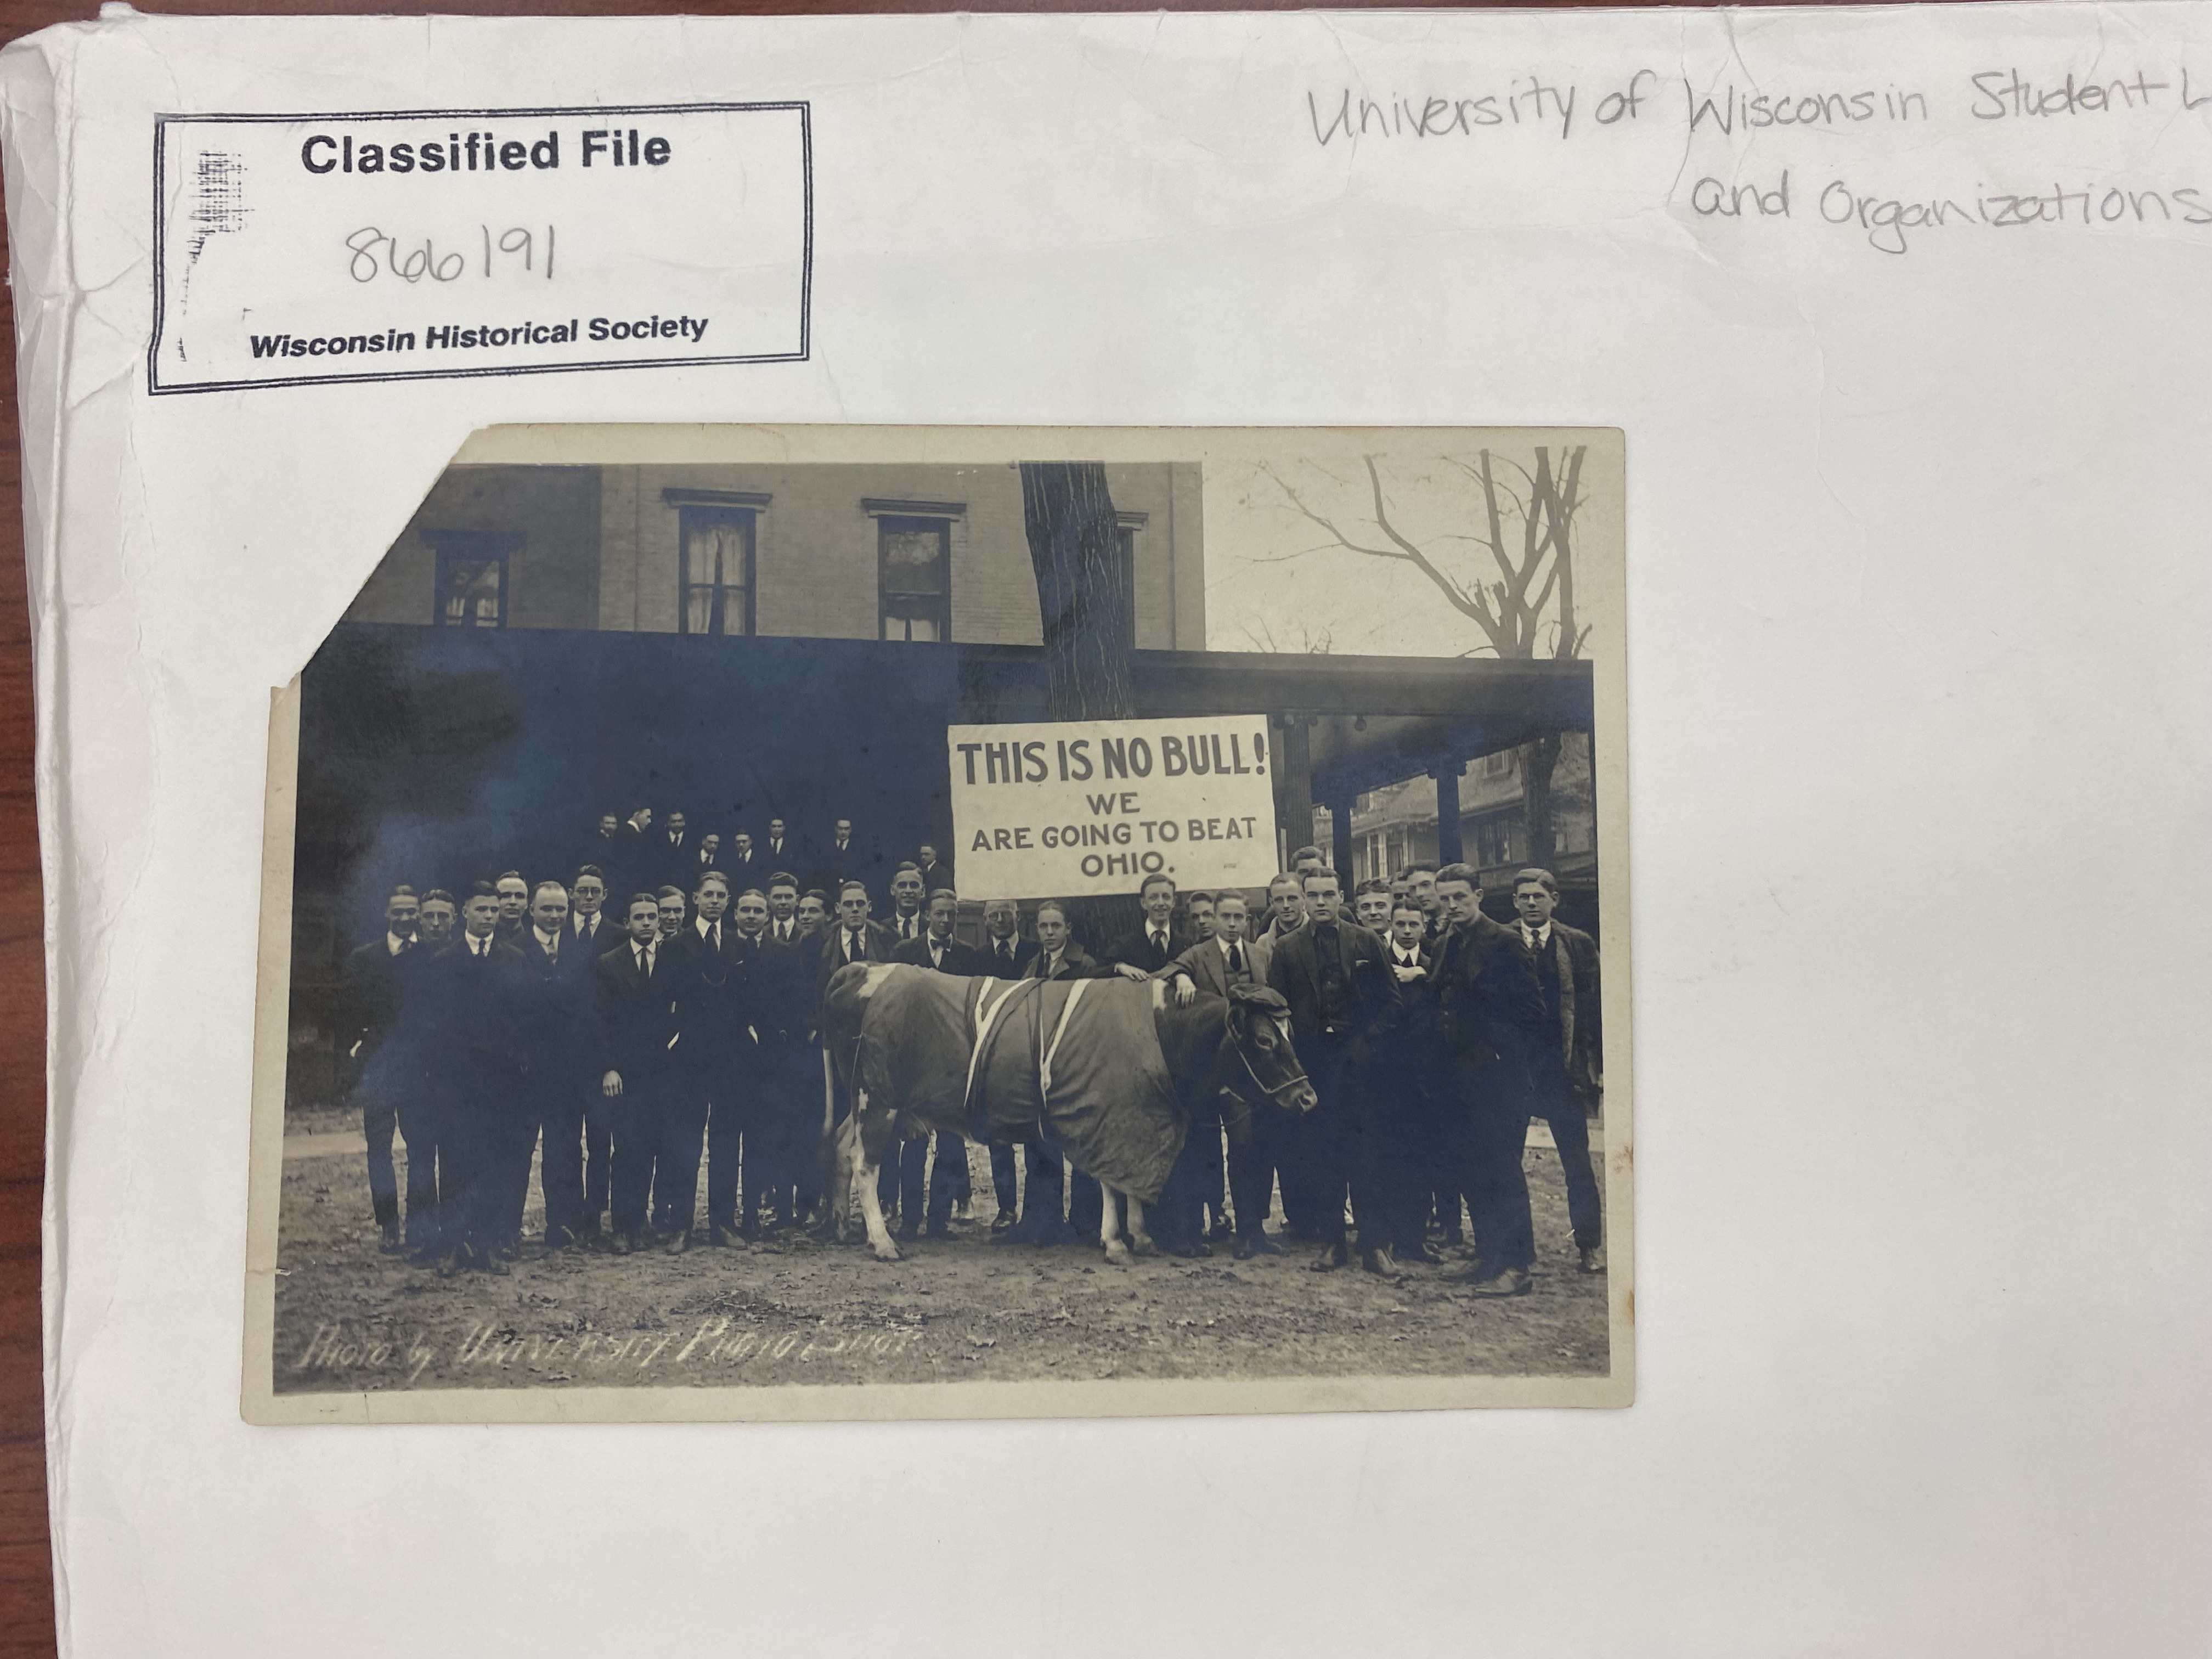 Classified File
866191
Wisconsin Historical Society
University of Wisconsin Student L
and Organizations
THIS IS NO BULL!
WE
ARE GOING TO BEAT
OHIO.
Photo by University Photo Shop